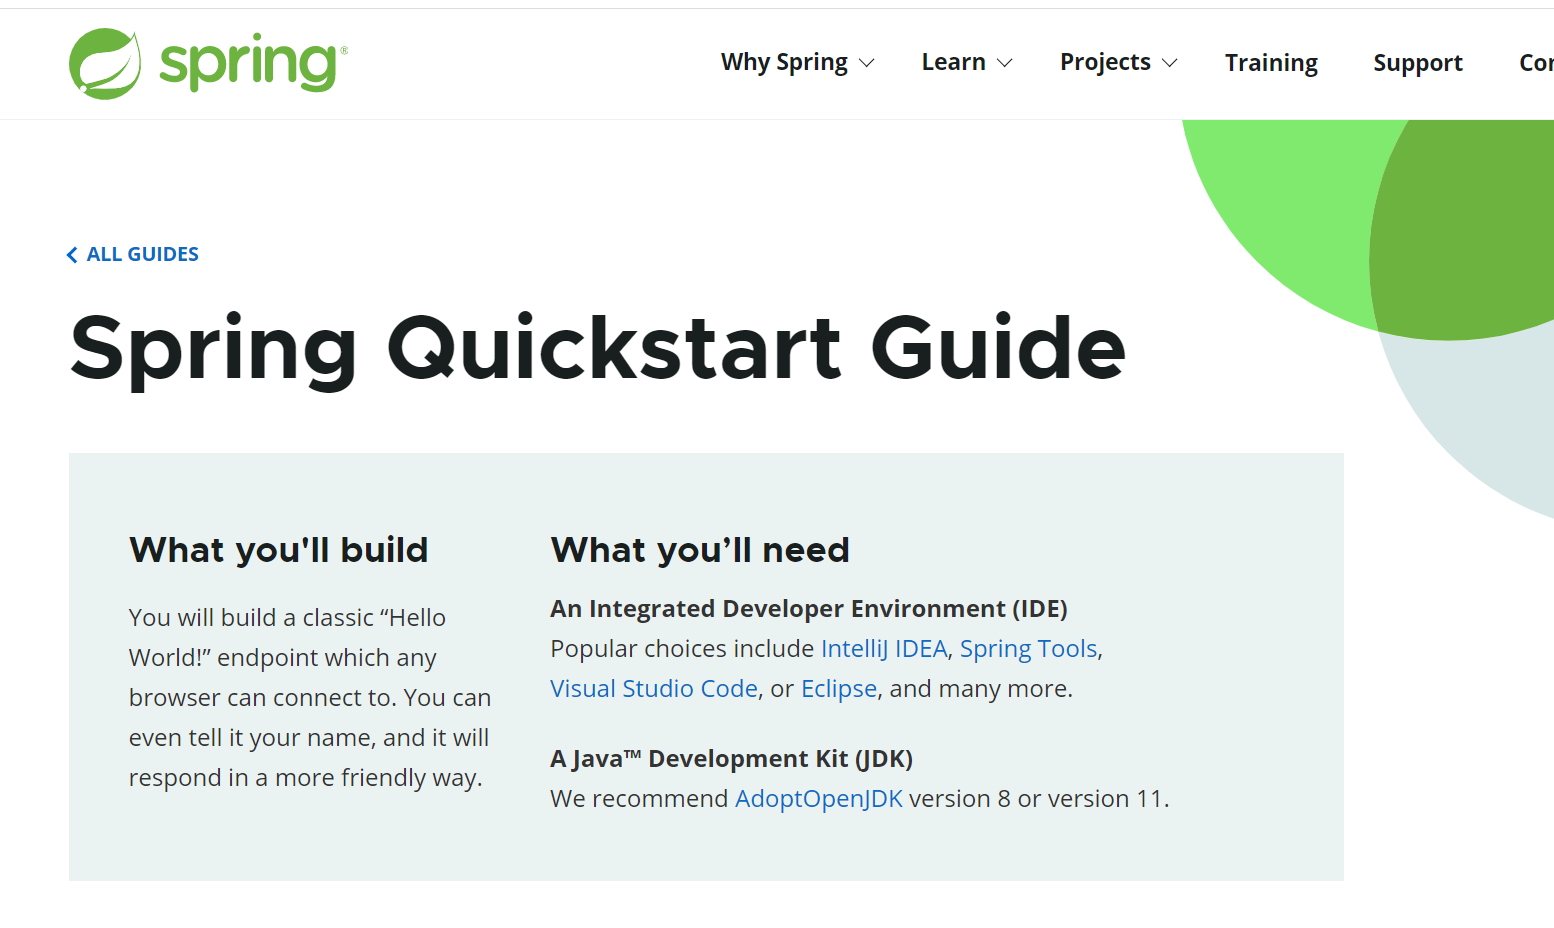 spring®
Why Spring
Learn
Projects
Training
Support
ALL GUIDES
Spring Quickstart Guide
What you'll build
You will build a classic “Hello
World!” endpoint which any
browser can connect to. You can
even tell it your name, and it will
respond in a more friendly way.
What you’ll need
An Integrated Developer Environment (IDE)
Popular choices include IntelliJ IDEA, Spring Tools,
Visual Studio Code, or Eclipse, and many more.
A Java™ Development Kit (JDK)
We recommend AdoptOpenJDK version 8 or version 11.